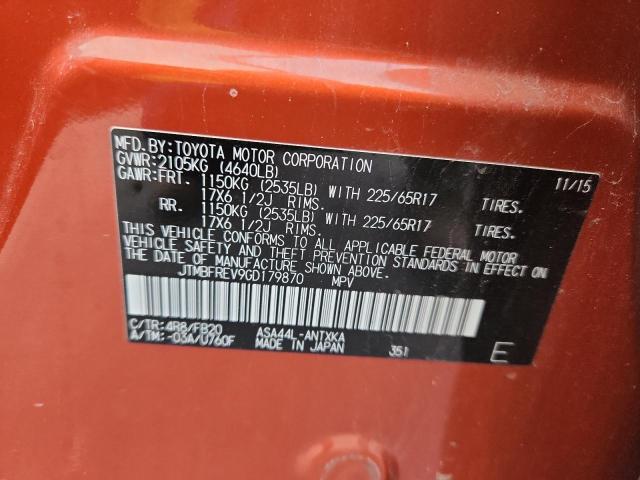 MFD.BY:TOYOTA MOTOR CORPORATION 11/15
GVWR:2105KG (4640LB)
GAWR:FRT. 1150KG (2535LB) WITH 225/65R17 TIRES.
17X6 1/2J RIMS.
RR. 1150KG (2535LB) WITH 225/65R17 TIRES.
17X6 1/2J RIMS.
THIS VEHICLE CONFORMS TO ALL APPLICABLE FEDERAL MOTOR
VEHICLE SAFETY AND THEFT PREVENTION STANDARDS IN EFFECT ON
THE DATE OF MANUFACTURE SHOWN ABOVE.
JTMBFREV9GD179870 MPV
C/TR:4R8/FB20 ASA44L-ANTXKA
A/TM:-03A/U760F MADE IN JAPAN 351 E